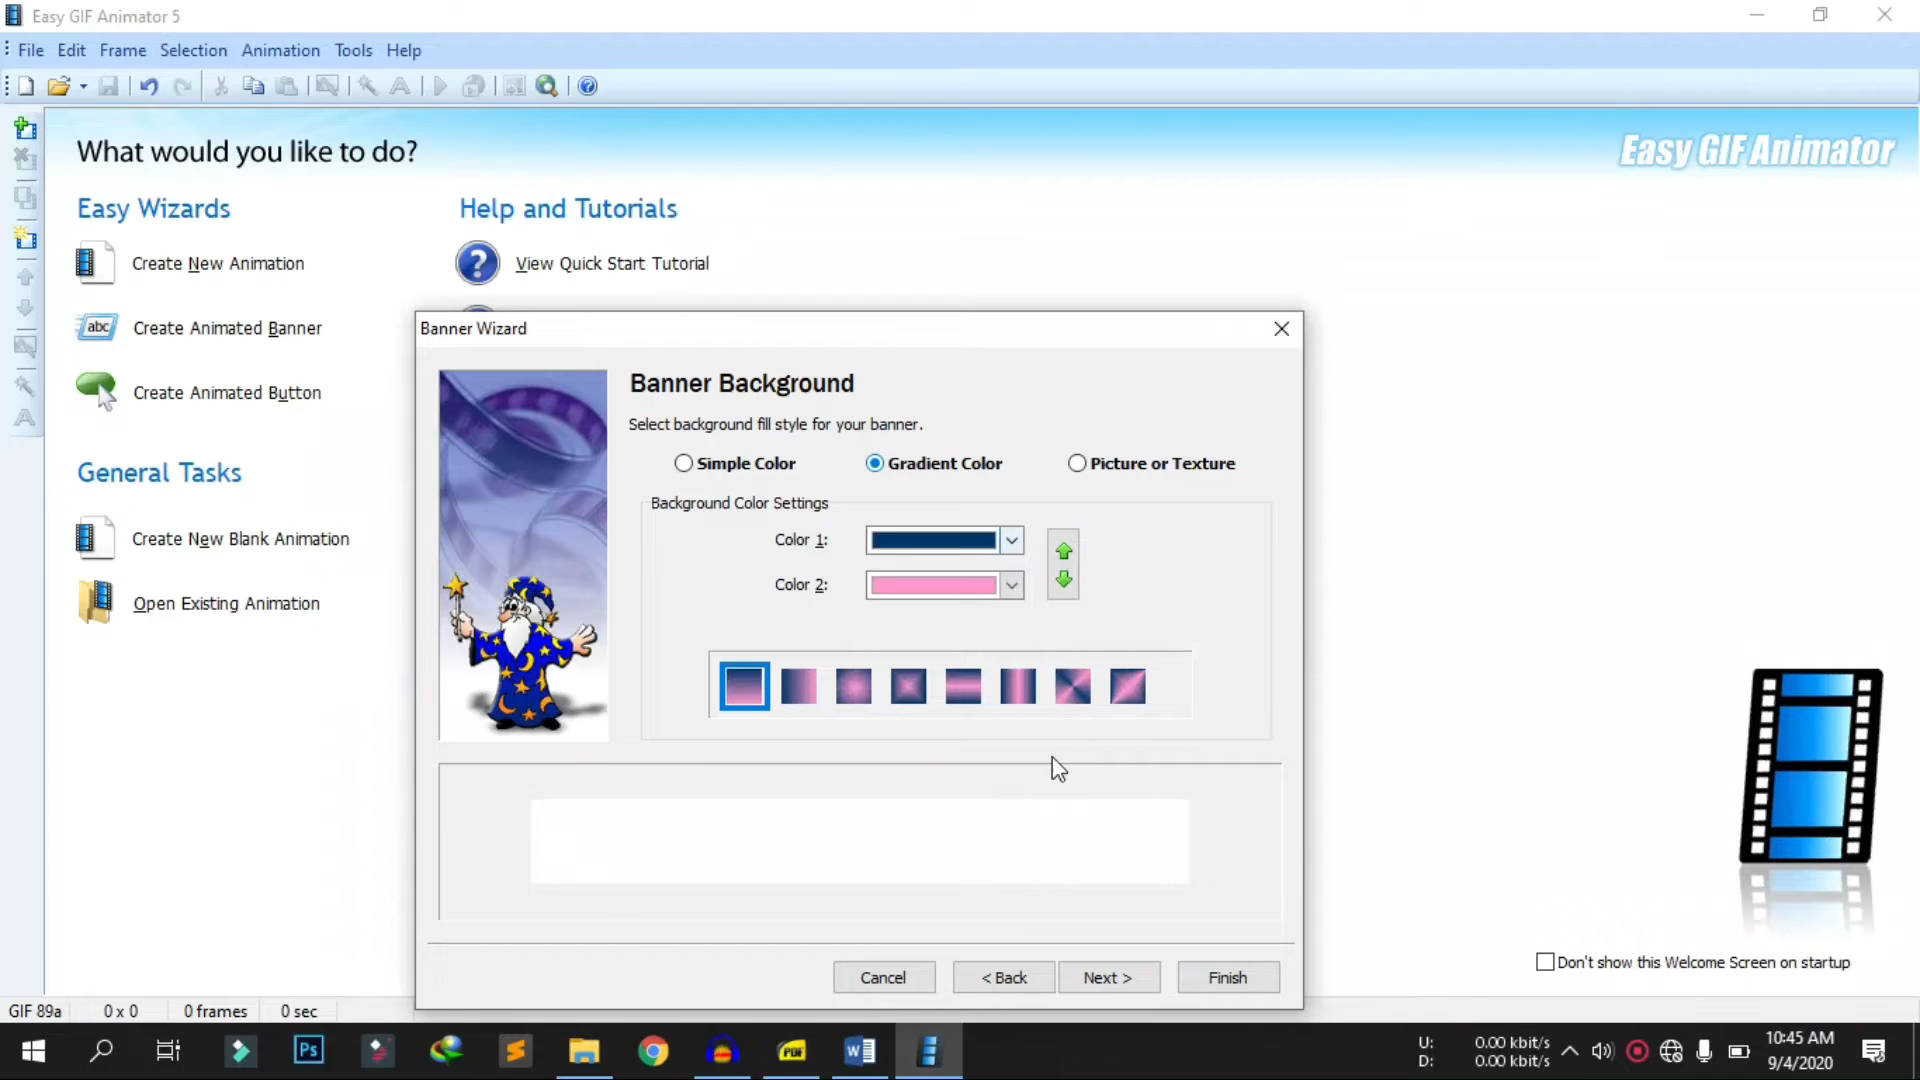 Easy GIF Animator 5
File Edit Frame Selection Animation Tools Help
What would you like to do?
Easy GIF Animator
Easy Wizards
Help and Tutorials
Create New Animation
View Quick Start Tutorial
abc Create Animated Banner
Create Animated Button
General Tasks
Create New Blank Animation
Open Existing Animation
Banner Wizard
Banner Background
Select background fill style for your banner.
Simple Color Gradient Color Picture or Texture
Background Color Settings
Color 1:
Color 2:
Cancel < Back Next > Finish
Don't show this Welcome Screen on startup
GIF 89a 0 x 0 0 frames 0 sec
Ps
PDF
U: 0.00 kbit/s
D: 0.00 kbit/s
10:45 AM
9/4/2020